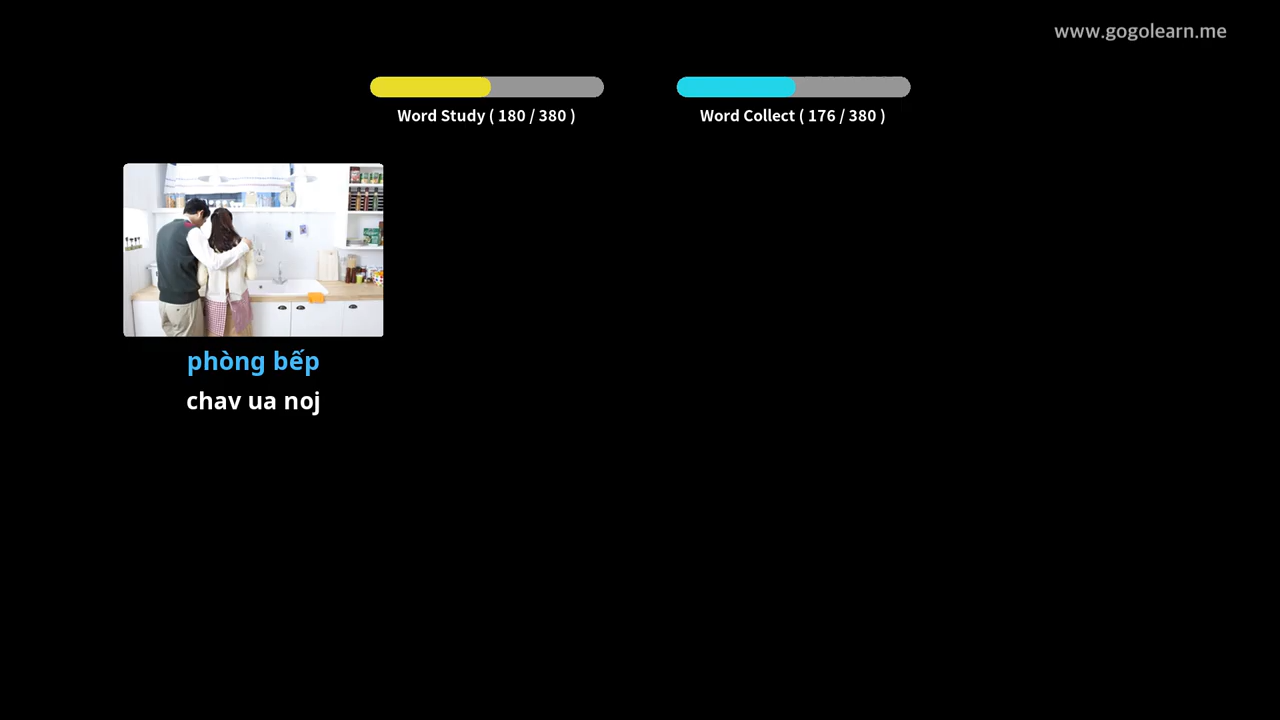 www.gogolearn.me
Word Study ( 180 / 380 )
Word Collect ( 176 / 380 )
phòng bếp
chav ua noj